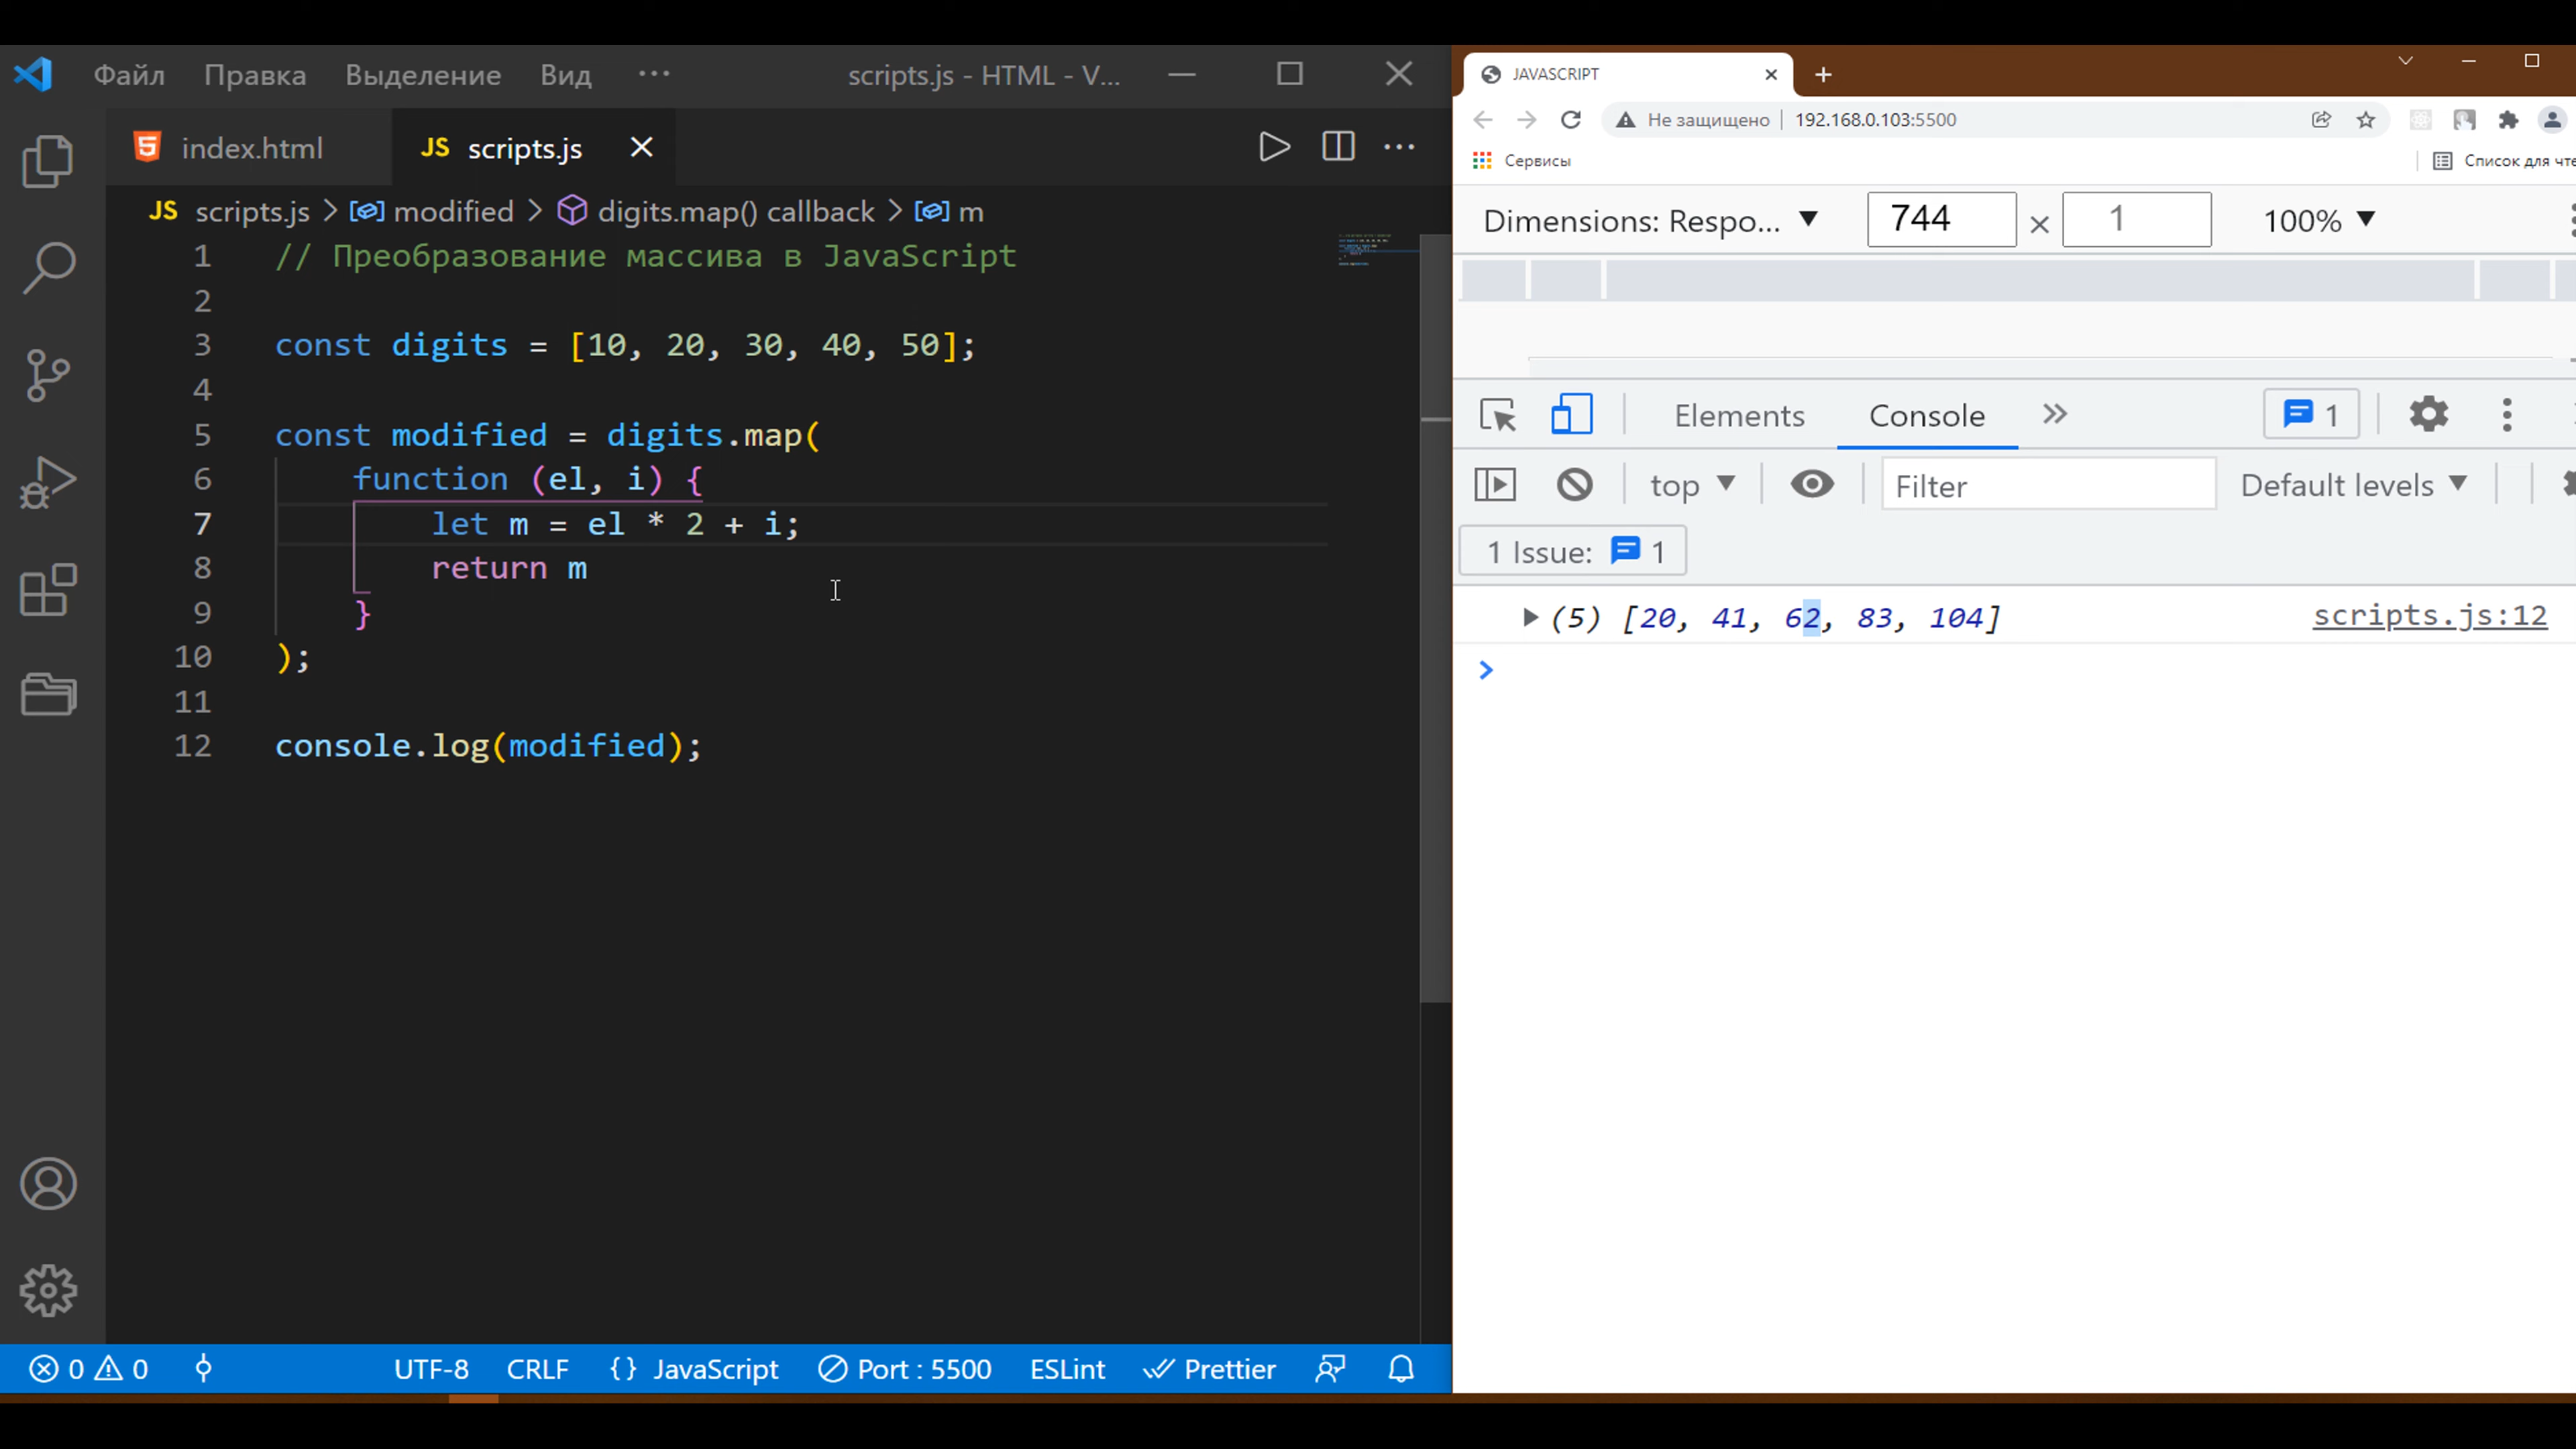 Файл Правка Выделение Вид ··· scripts.js - HTML - V...
index.html JS scripts.js
JS scripts.js > modified > digits.map() callback > m
1 // Преобразование массива в JavaScript
2
3 const digits = [10, 20, 30, 40, 50];
4
5 const modified = digits.map(
6 function (el, i) {
7 let m = el * 2 + i;
8 return m
9 }
10 );
11
12 console.log(modified);
0 0 UTF-8 CRLF {} JavaScript Port : 5500 ESLint Prettier
JAVASCRIPT
Не защищено 192.168.0.103:5500
Сервисы Список для чте
Dimensions: Respo... 744 × 1 100%
Elements Console 1
top Filter Default levels
1 Issue: 1
(5) [20, 41, 62, 83, 104] scripts.js:12